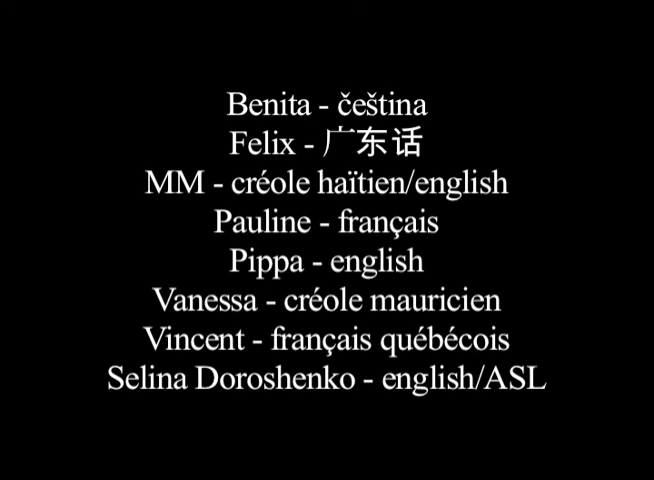 Benita - čeština
Felix - 广东话
MM - créole haïtien/english
Pauline - français
Pippa - english
Vanessa - créole mauricien
Vincent - français québécois
Selina Doroshenko - english/ASL